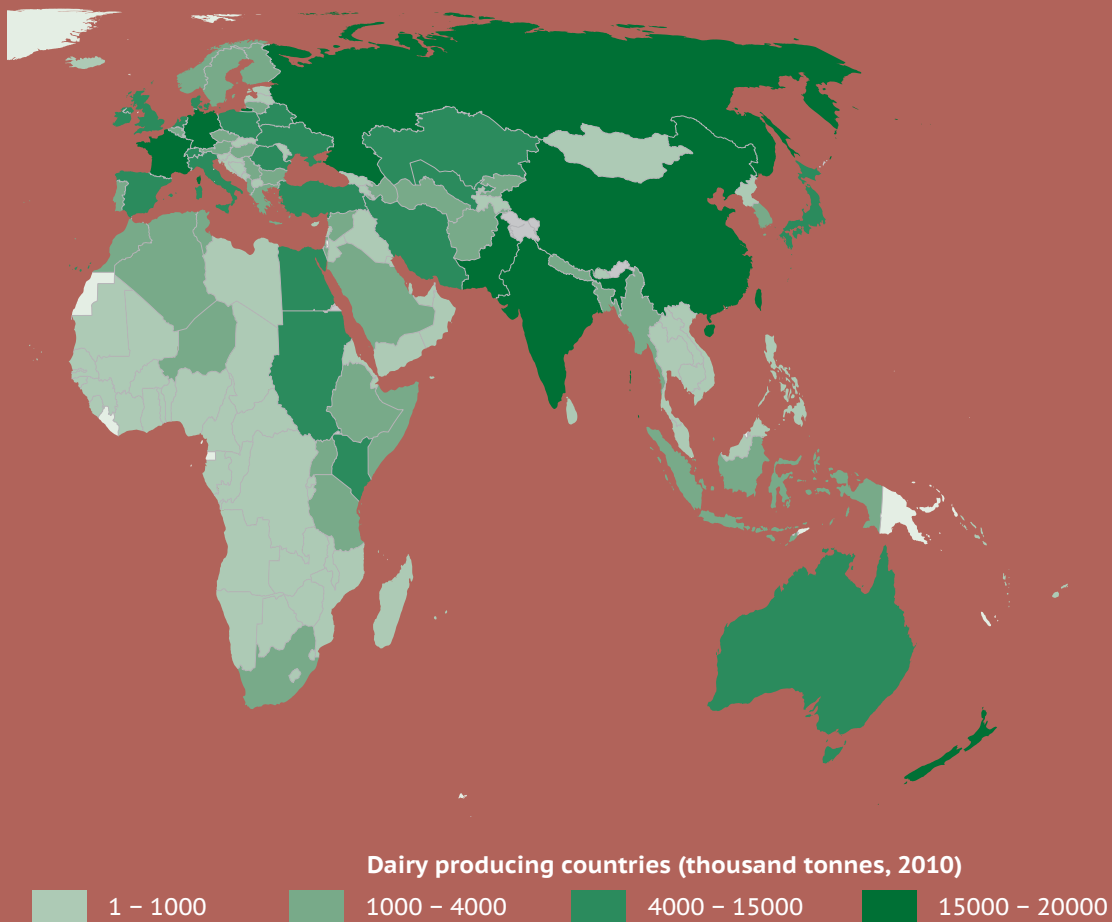 Dairy producing countries (thousand tonnes, 2010)
1 – 1000 1000 – 4000 4000 – 15000 15000 – 20000